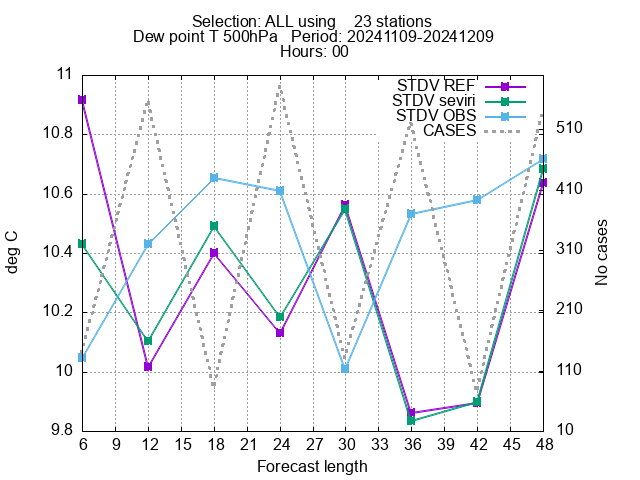 Selection: ALL using    23 stations
Dew point T 500hPa   Period: 20241109-20241209
Hours: 00
STDV REF
STDV seviri
STDV OBS
CASES
11
10.8
10.6
10.4
10.2
10
9.8
deg C
510
410
310
210
110
10
No cases
6 9 12 15 18 21 24 27 30 33 36 39 42 45 48
Forecast length